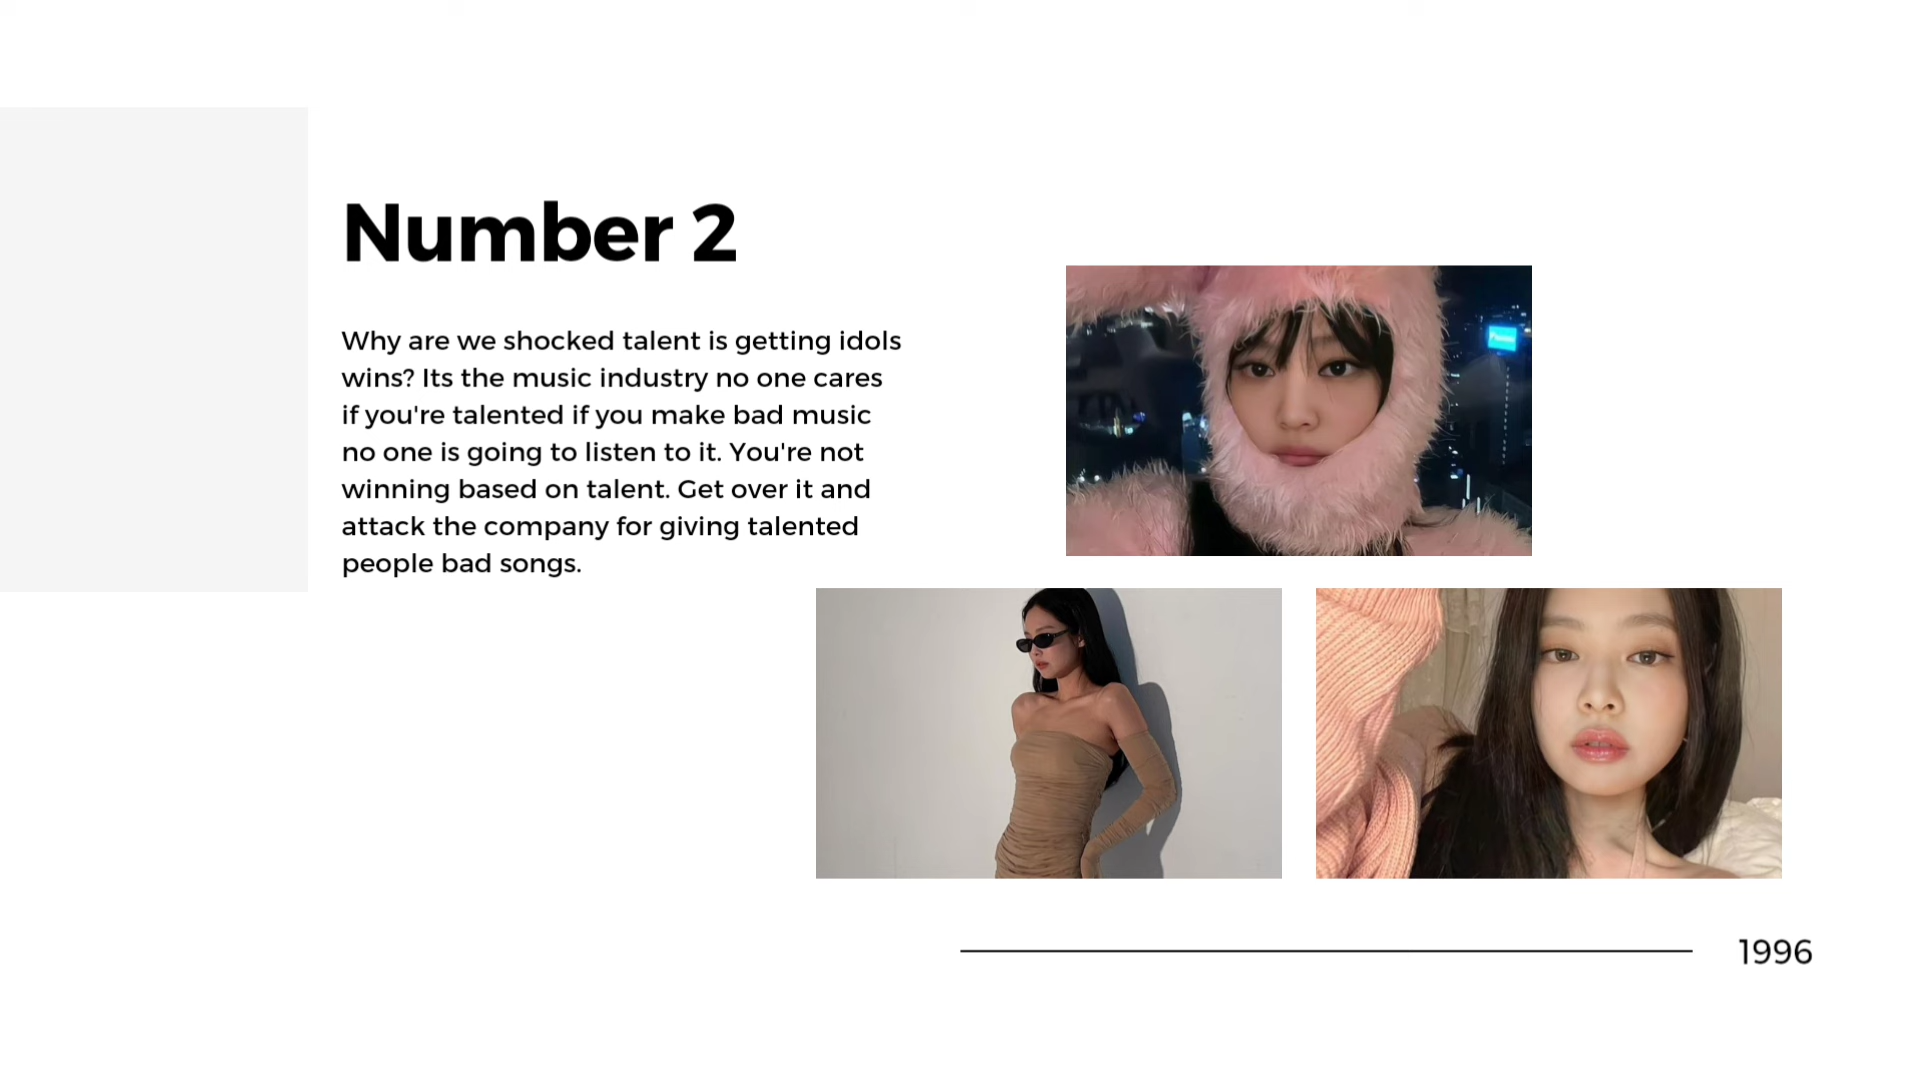 Number 2
Why are we shocked talent is getting idols
wins? Its the music industry no one cares
if you're talented if you make bad music
no one is going to listen to it. You're not
winning based on talent. Get over it and
attack the company for giving talented
people bad songs.
1996